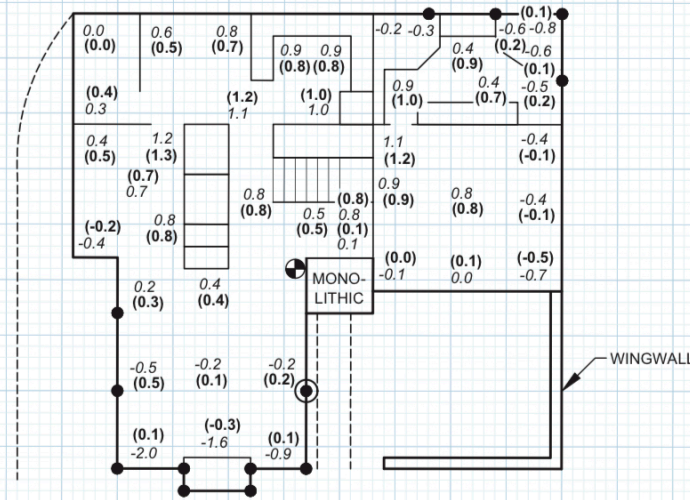 (0.1)
0.0 0.6 0.8 -0.2 -0.3 -0.6 -0.8
(0.0) (0.5) (0.7) 0.9 0.9 0.4 (0.2) -0.6
(0.8) (0.8) (0.9) (0.1)
(0.4) (1.2) (1.0) 0.9 0.4 -0.5
0.3 1.1 1.0 (1.0) (0.7) (0.2)
0.4 1.2 1.1 -0.4
(0.5) (1.3) (1.2) (-0.1)
(0.7)
0.7 0.8 (0.8) 0.9 0.8 -0.4
(0.8) (0.9) (0.8) (-0.1)
(-0.2) 0.8 0.5 0.8
-0.4 (0.8) (0.5) (0.1)
0.1 (0.0) (0.1) (-0.5)
-0.1 0.0 -0.7
0.2 0.4 MONO-
(0.3) (0.4) LITHIC
-0.5 -0.2 -0.2 WINGWALL
(0.5) (0.1) (0.2)
(0.1) (-0.3) (0.1)
-2.0 -1.6 -0.9